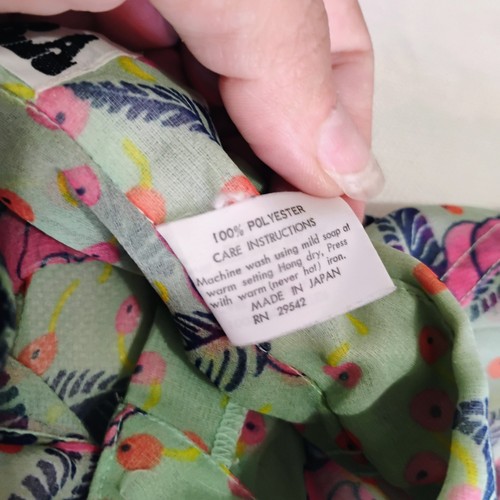 100% POLYESTER
CARE INSTRUCTIONS
Machine wash using mild soap at
warm setting Hong dry, Press
with warm (never hot) iron.
MADE IN JAPAN
RN 29542